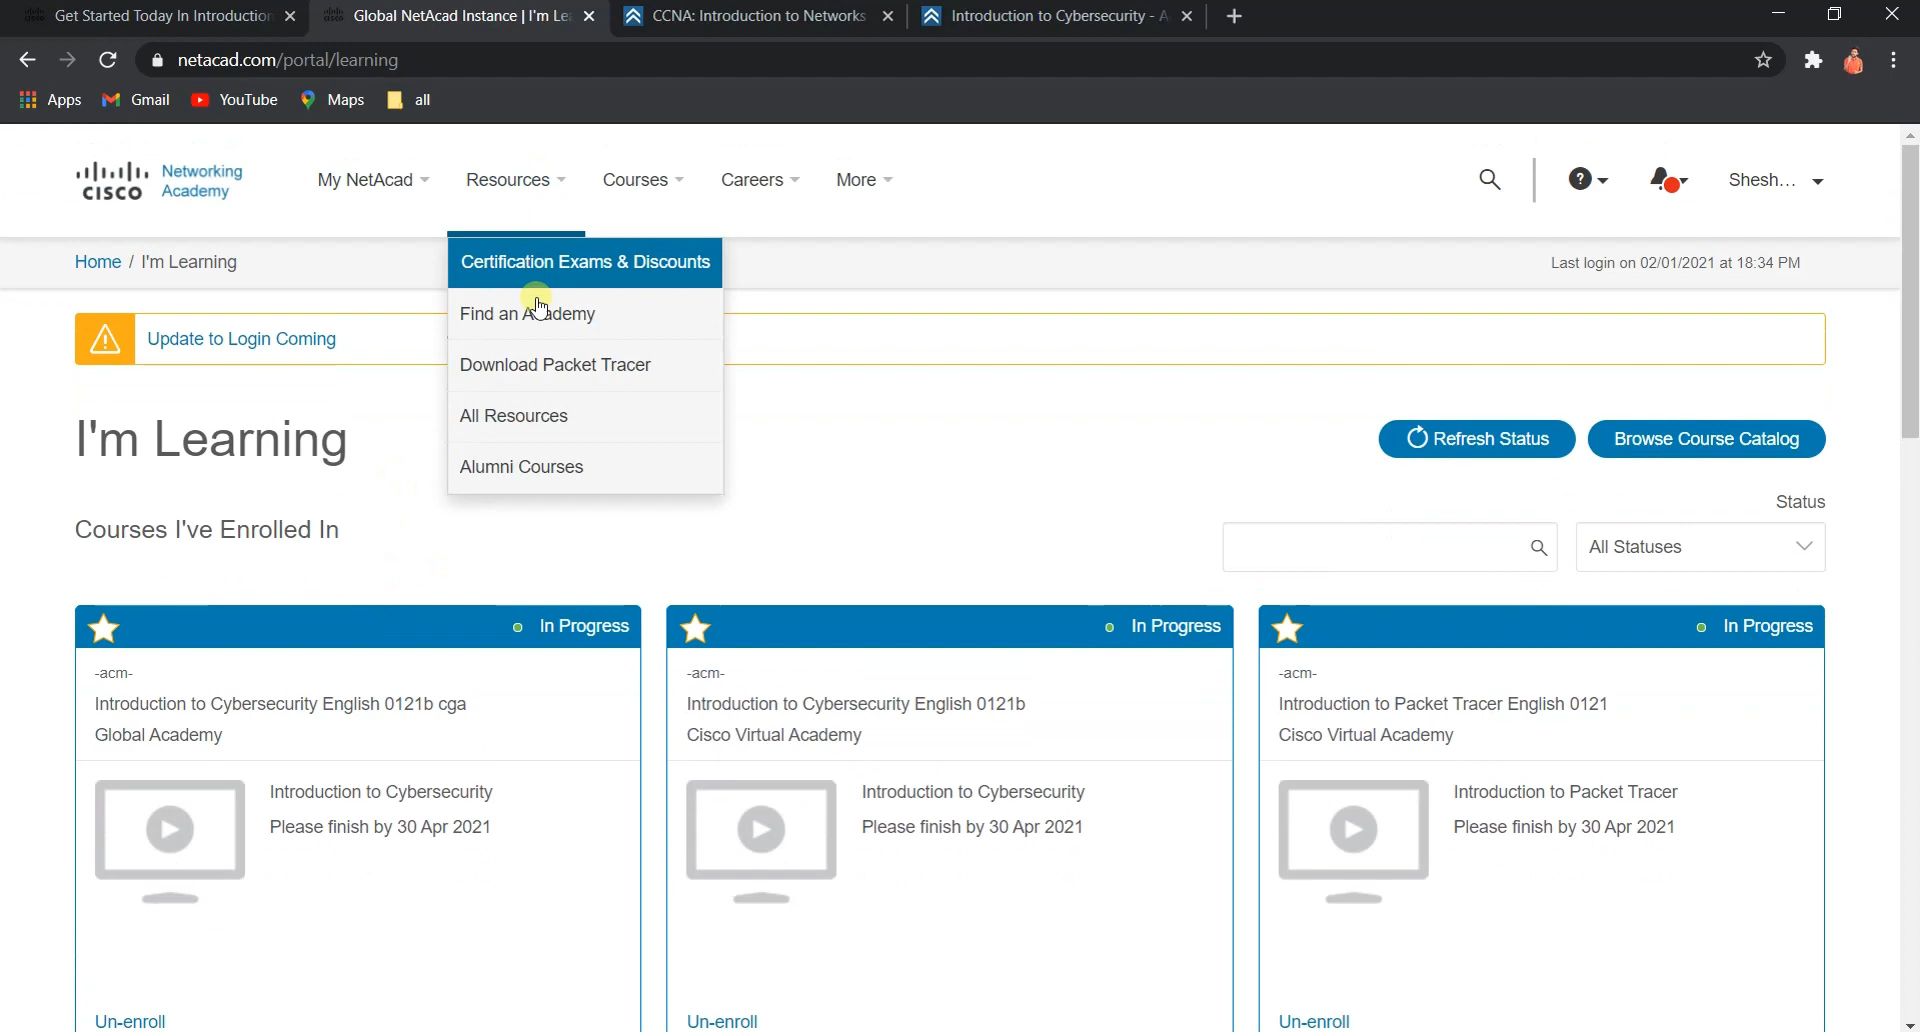 Get Started Today In Introduction
Global NetAcad Instance | I'm Le
CCNA: Introduction to Networks
Introduction to Cybersecurity - A
netacad.com/portal/learning
Apps
Gmail
YouTube
Maps
all
CISCO
Networking
Academy
My NetAcad
Resources
Courses
Careers
More
?
Shesh...
Home / I'm Learning
Last login on 02/01/2021 at 18:34 PM
Certification Exams & Discounts
Find an Academy
Download Packet Tracer
All Resources
Alumni Courses
Update to Login Coming
I'm Learning
Refresh Status
Browse Course Catalog
Status
Courses I've Enrolled In
All Statuses
In Progress
-acm-
Introduction to Cybersecurity English 0121b cga
Global Academy
Introduction to Cybersecurity
Please finish by 30 Apr 2021
Un-enroll
In Progress
-acm-
Introduction to Cybersecurity English 0121b
Cisco Virtual Academy
Introduction to Cybersecurity
Please finish by 30 Apr 2021
Un-enroll
In Progress
-acm-
Introduction to Packet Tracer English 0121
Cisco Virtual Academy
Introduction to Packet Tracer
Please finish by 30 Apr 2021
Un-enroll